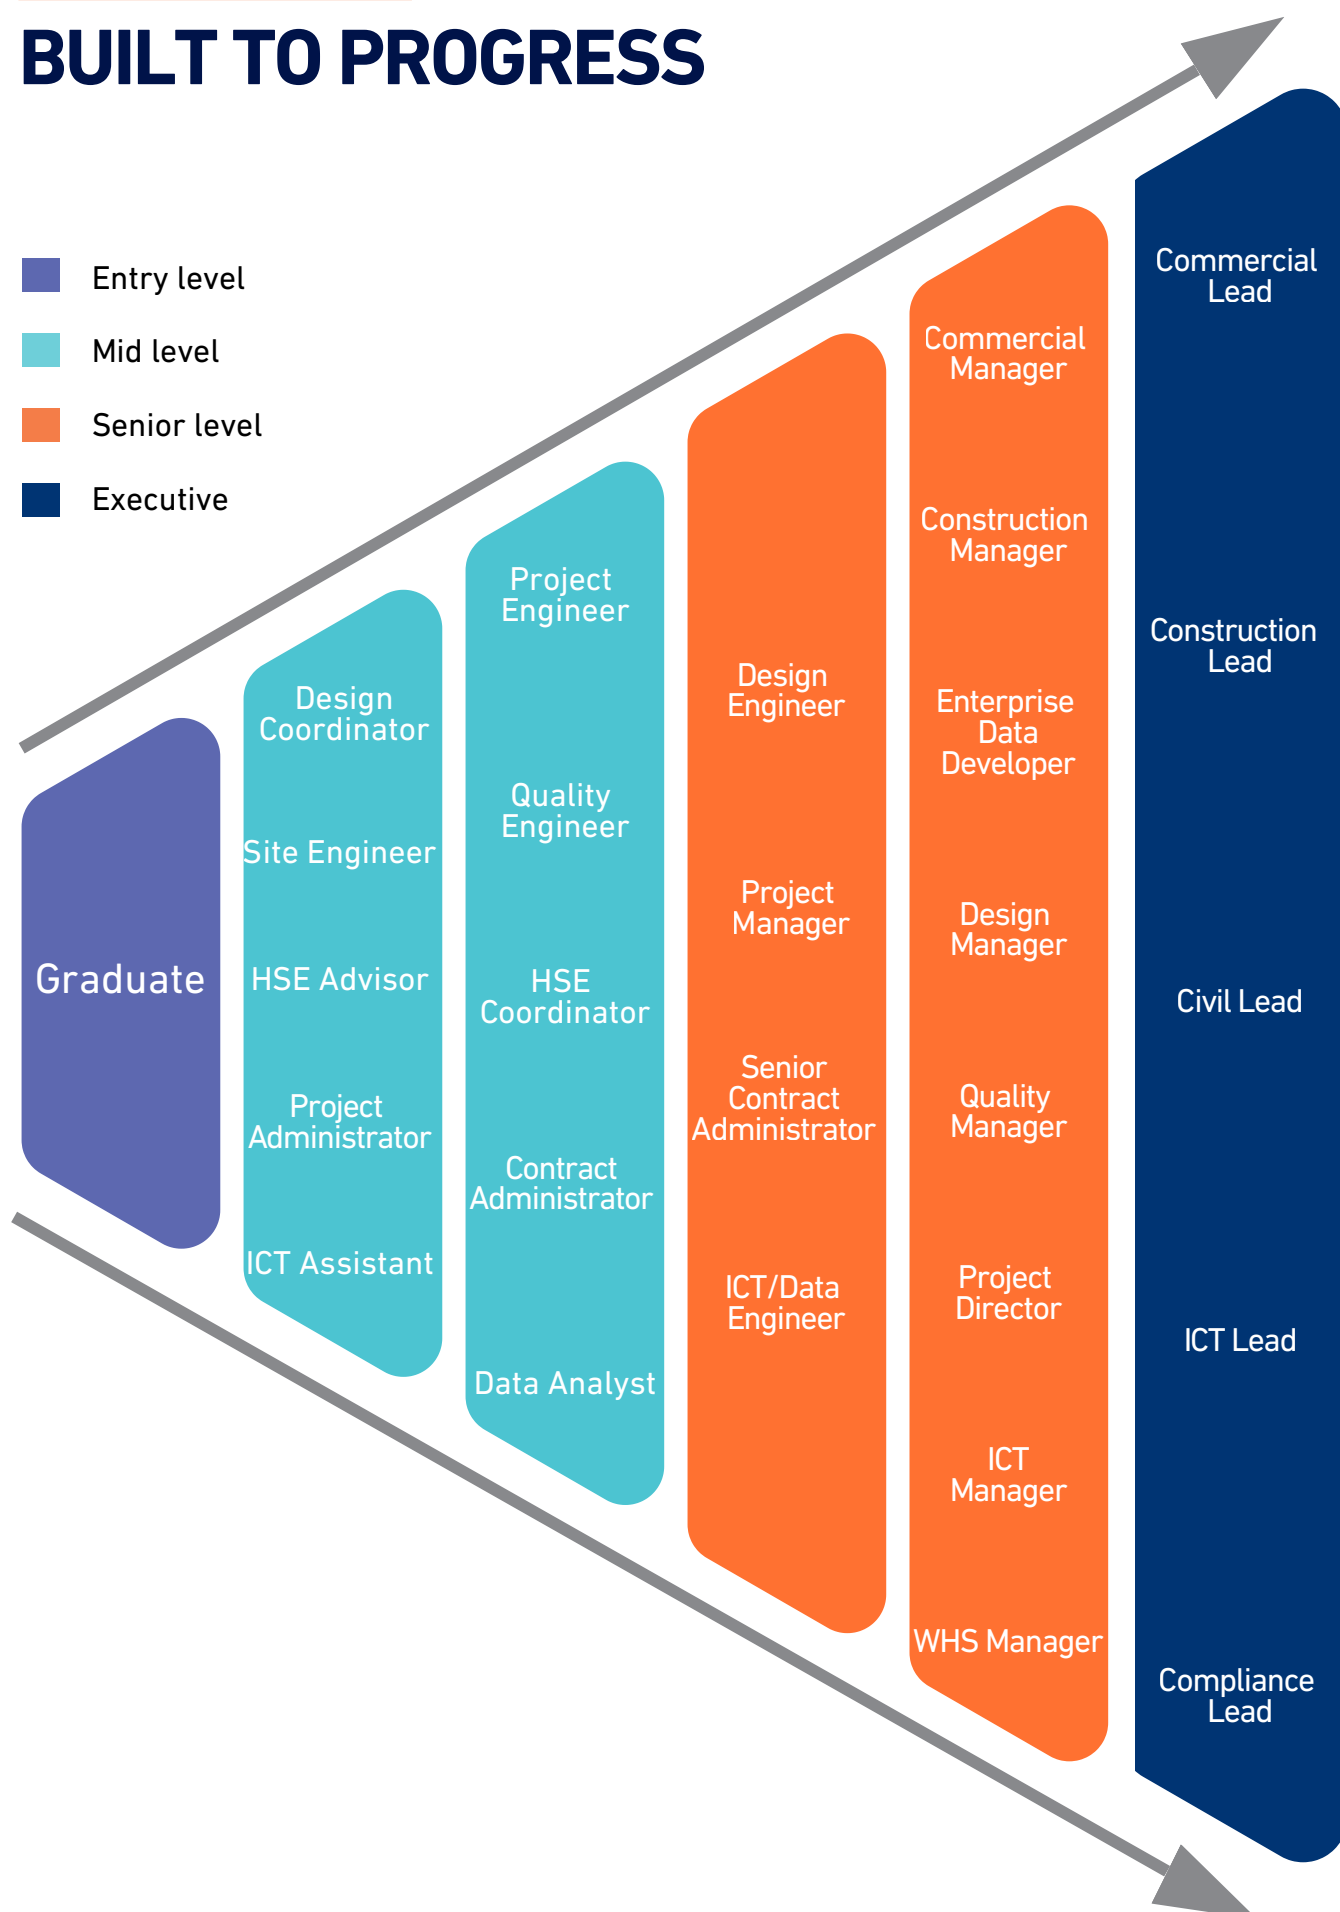 BUILT TO PROGRESS
Entry level
Mid level
Senior level
Executive
Graduate
Design
Coordinator
Site Engineer
HSE Advisor
Project
Administrator
ICT Assistant
Project
Engineer
Quality
Engineer
HSE
Coordinator
Contract
Administrator
Data Analyst
Design
Engineer
Project
Manager
Senior
Contract
Administrator
ICT/Data
Engineer
Commercial
Manager
Construction
Manager
Enterprise
Data
Developer
Design
Manager
Quality
Manager
Project
Director
ICT
Manager
WHS Manager
Commercial
Lead
Construction
Lead
Civil Lead
ICT Lead
Compliance
Lead